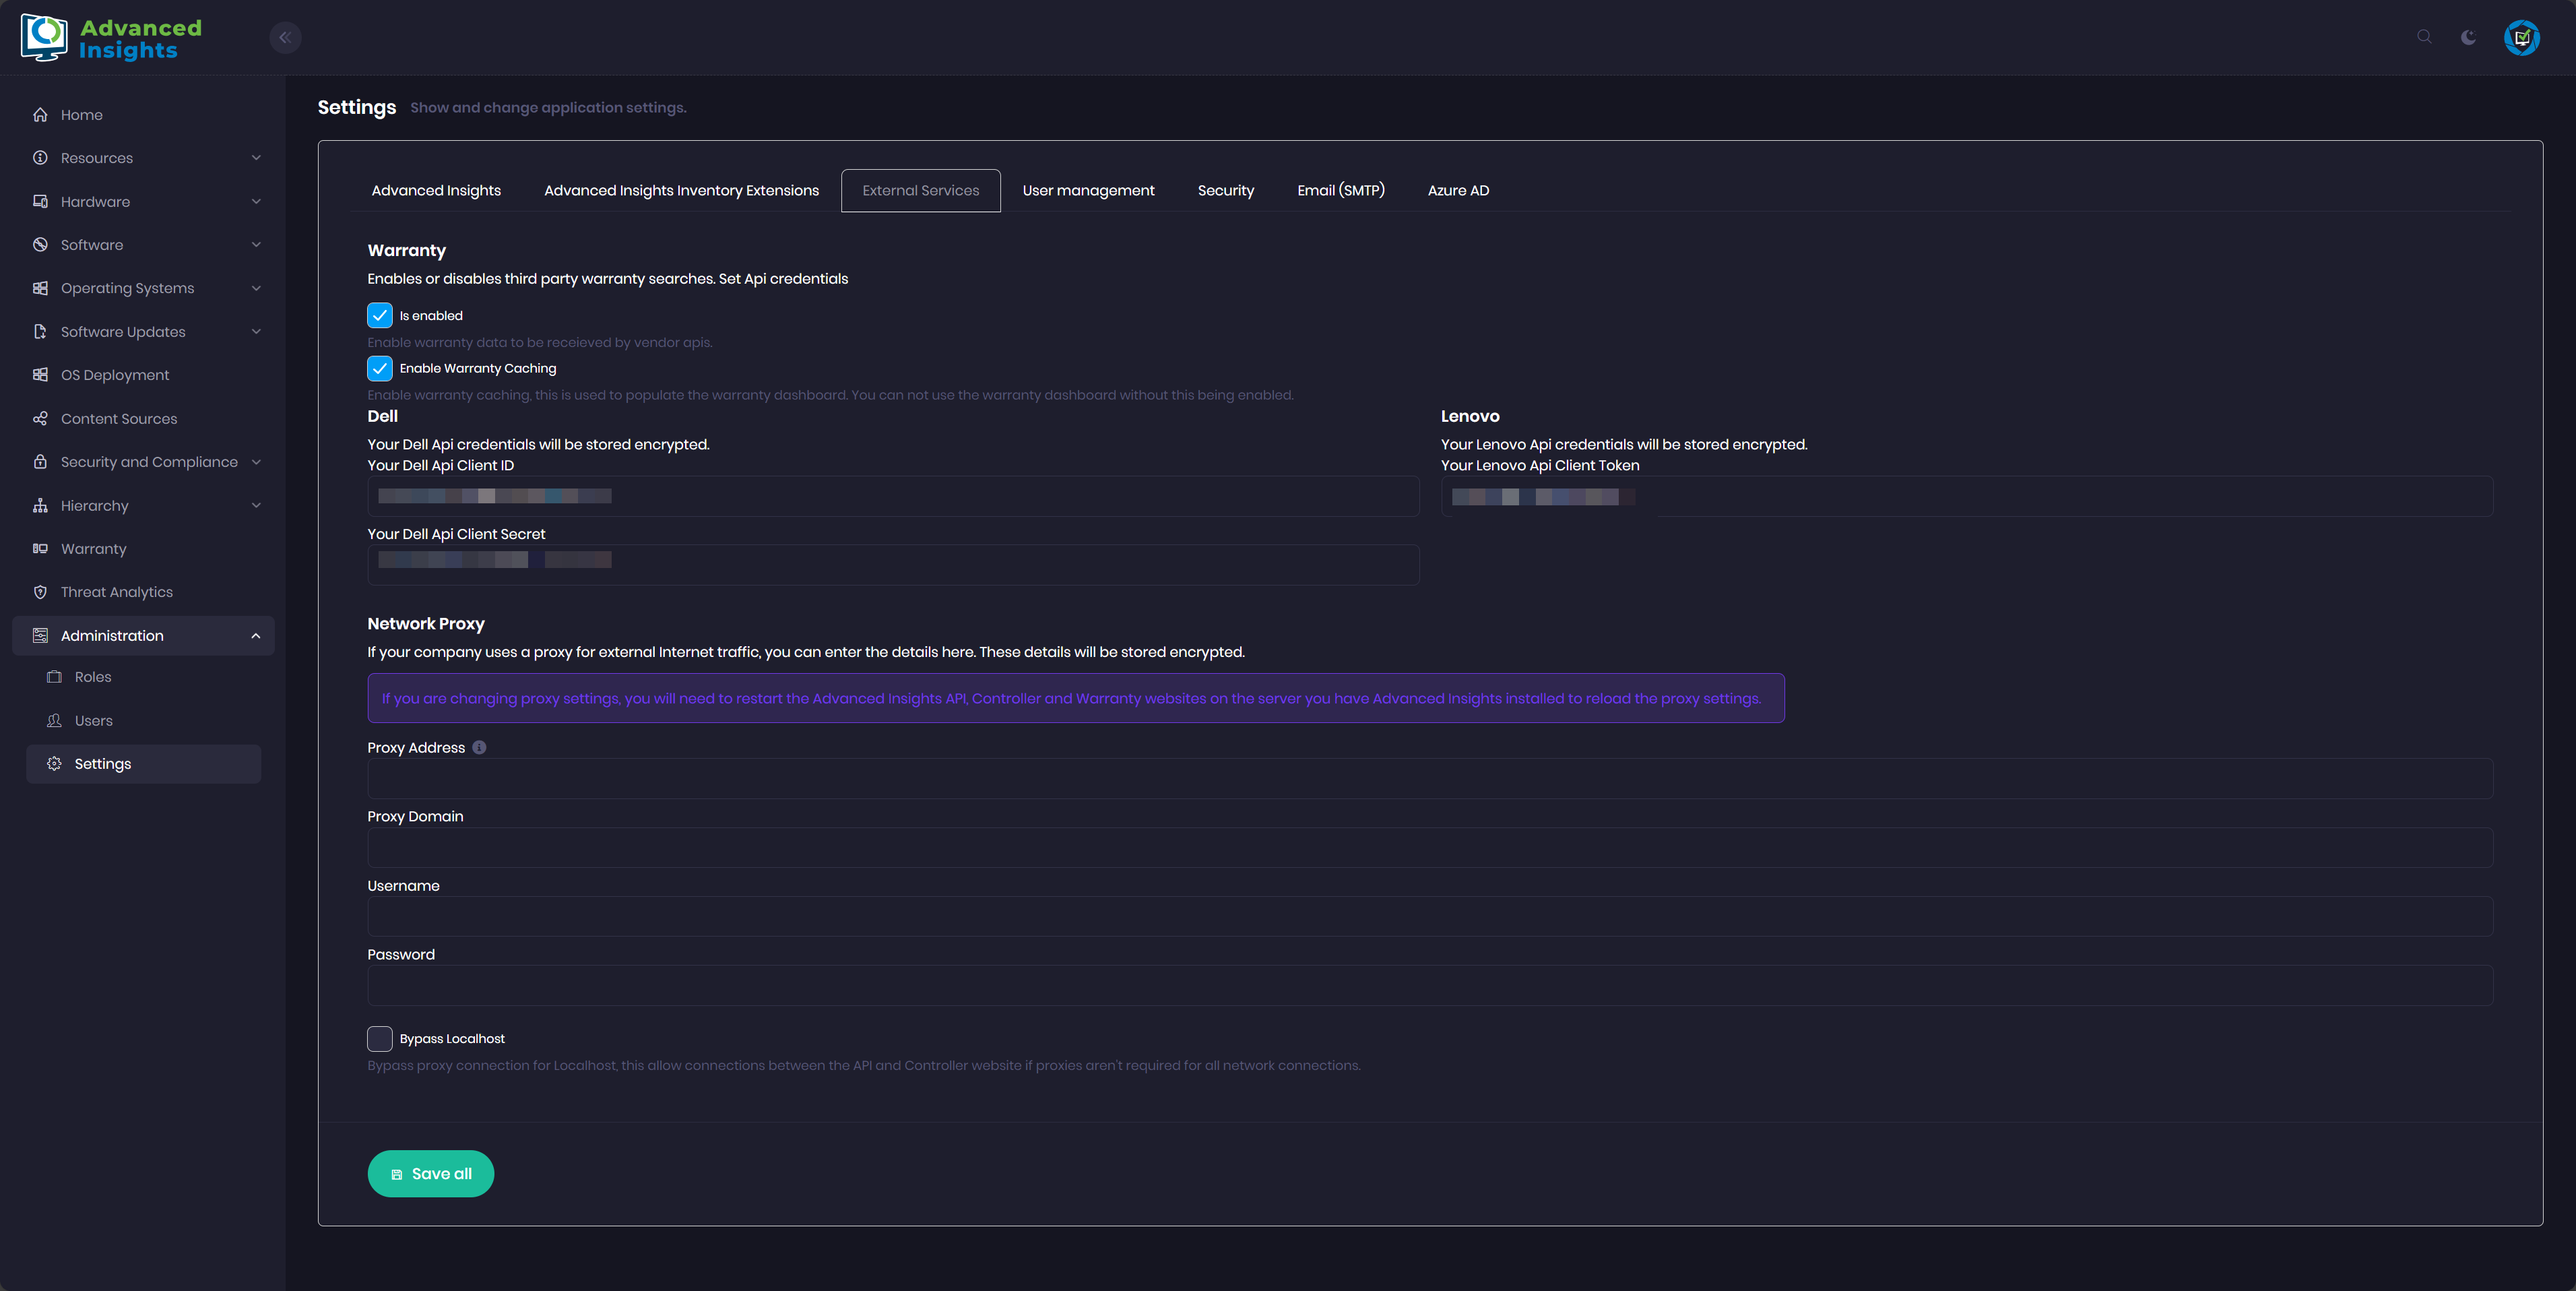 Advanced
Insights
Home
Resources
Hardware
Software
Operating Systems
Software Updates
OS Deployment
Content Sources
Security and Compliance
Hierarchy
Warranty
Threat Analytics
Administration
Roles
Users
Settings
Settings Show and change application settings.
Advanced Insights Advanced Insights Inventory Extensions External Services User management Security Email (SMTP) Azure AD
Warranty
Enables or disables third party warranty searches. Set Api credentials
Is enabled
Enable warranty data to be receieved by vendor apis.
Enable Warranty Caching
Enable warranty caching, this is used to populate the warranty dashboard. You can not use the warranty dashboard without this being enabled.
Dell
Your Dell Api credentials will be stored encrypted.
Your Dell Api Client ID
Your Dell Api Client Secret
Lenovo
Your Lenovo Api credentials will be stored encrypted.
Your Lenovo Api Client Token
Network Proxy
If your company uses a proxy for external Internet traffic, you can enter the details here. These details will be stored encrypted.
If you are changing proxy settings, you will need to restart the Advanced Insights API, Controller and Warranty websites on the server you have Advanced Insights installed to reload the proxy settings.
Proxy Address
Proxy Domain
Username
Password
Bypass Localhost
Bypass proxy connection for Localhost, this allow connections between the API and Controller website if proxies aren't required for all network connections.
Save all